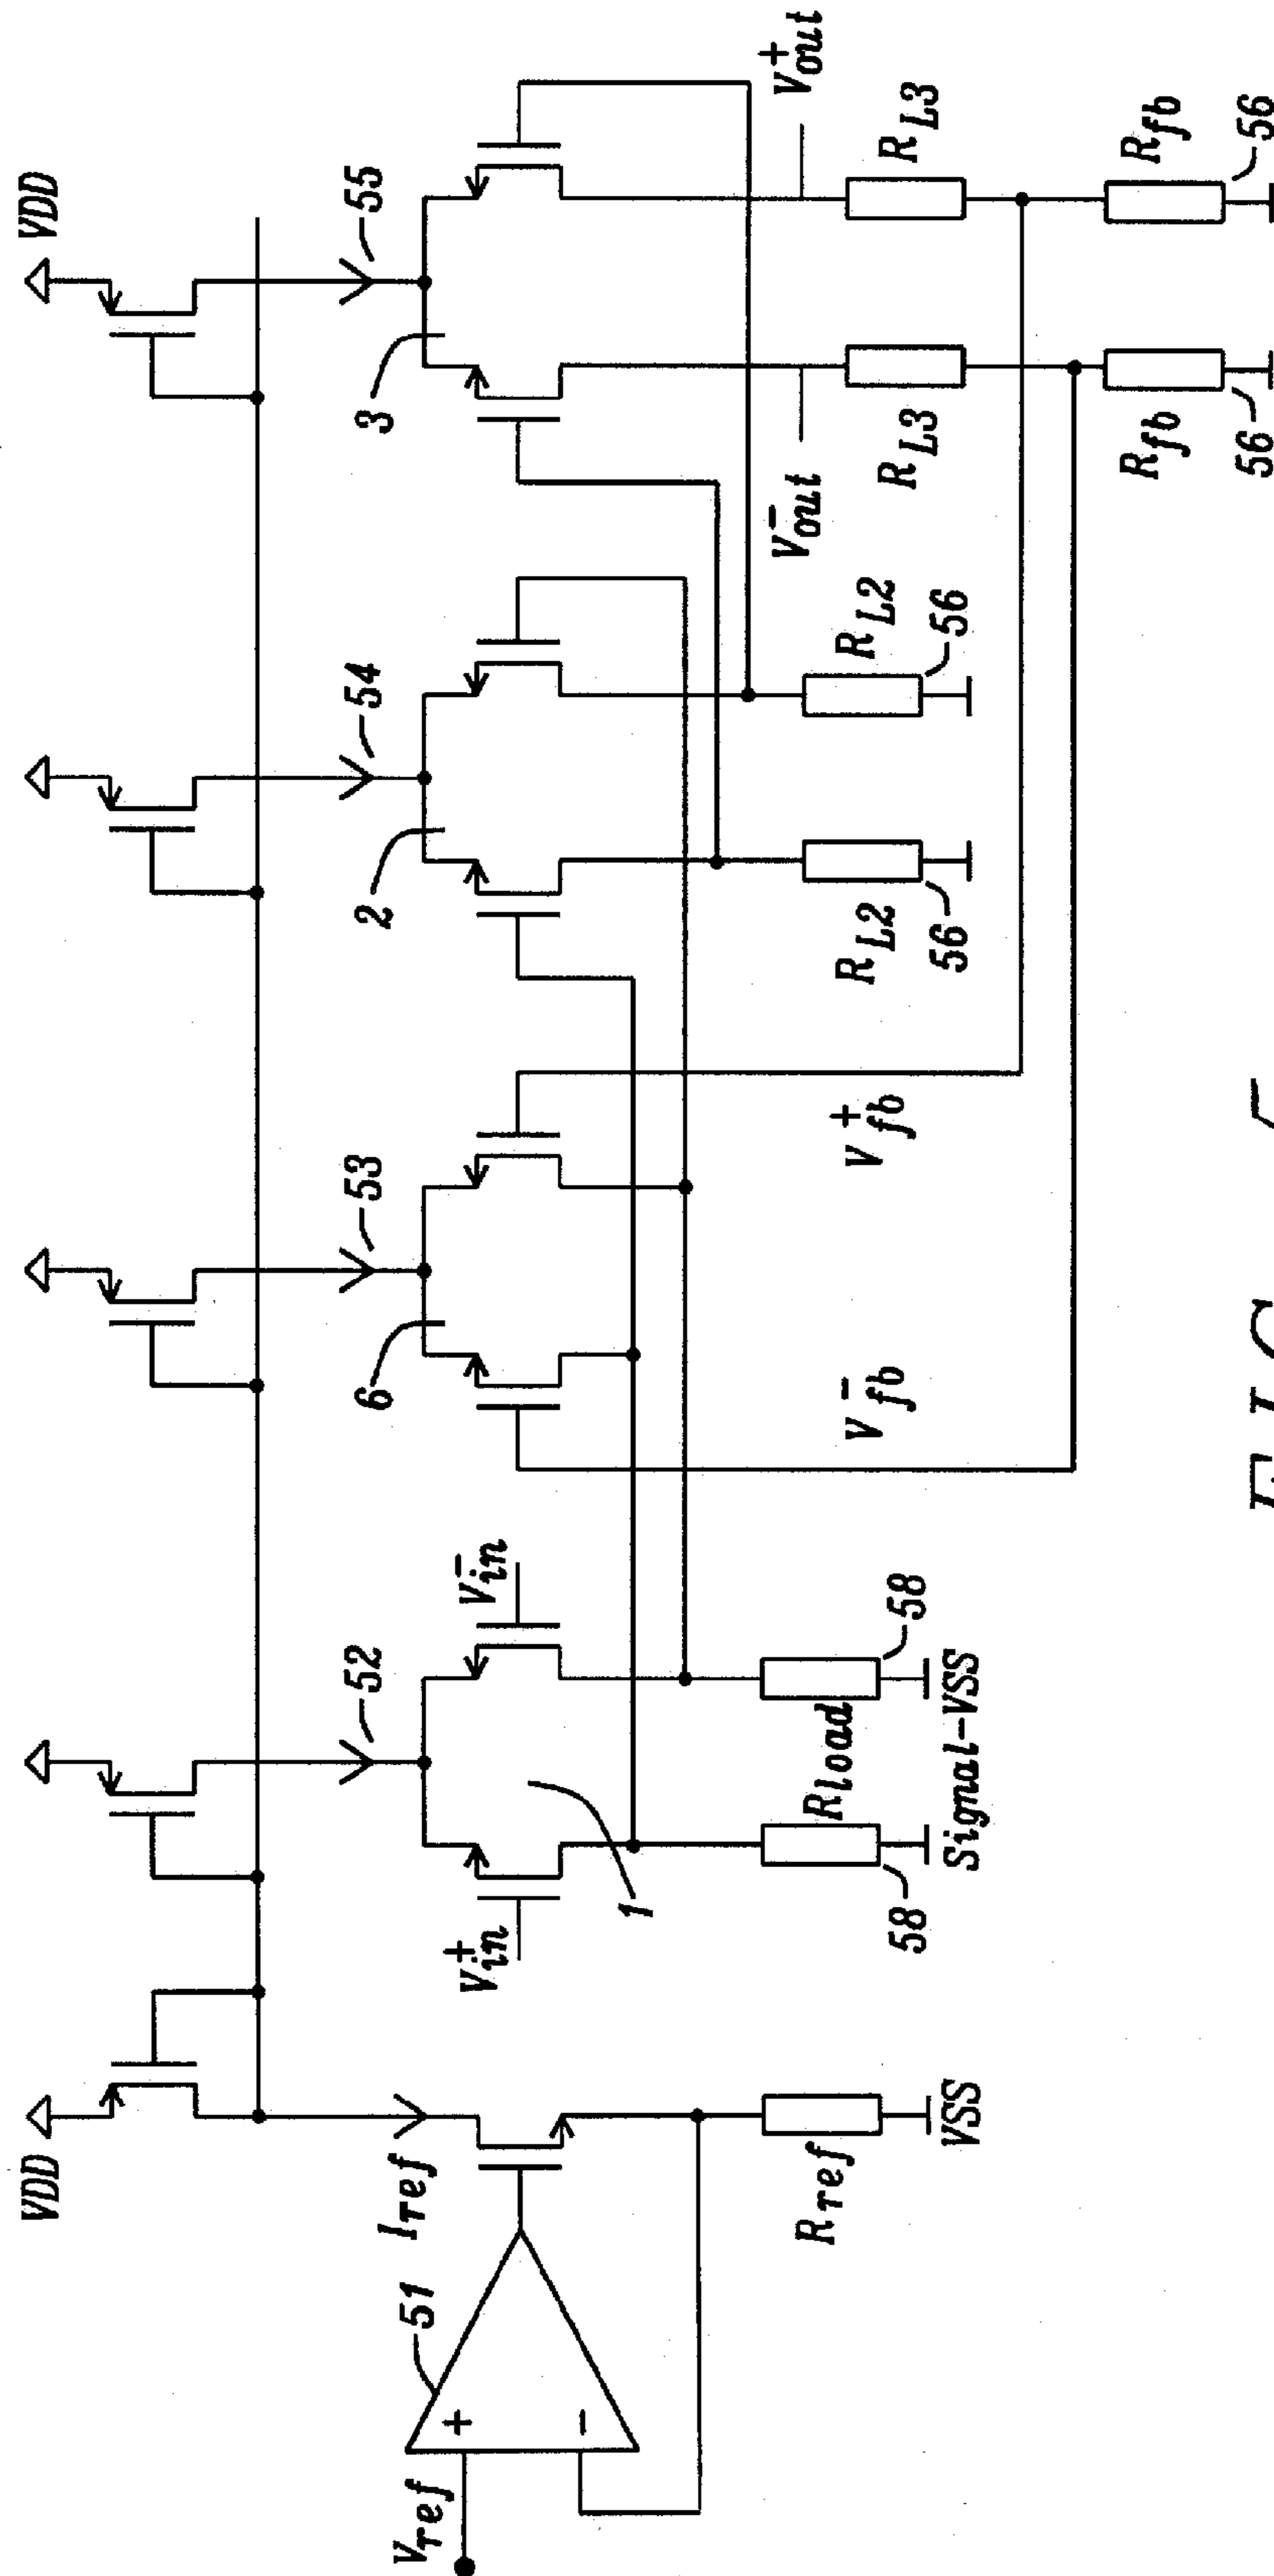 VDD
VDD
55
54
53
52
3
2
6
1
I_ref
51
+
-
V_ref
V_in^+
V_in^-
V_out^-
V_out^+
R_ref
VSS
58
R_load
58
Signal-VSS
V_fb^-
V_fb^+
R_L2
56
R_L2
56
R_L3
R_L3
R_fb
56
R_fb
56